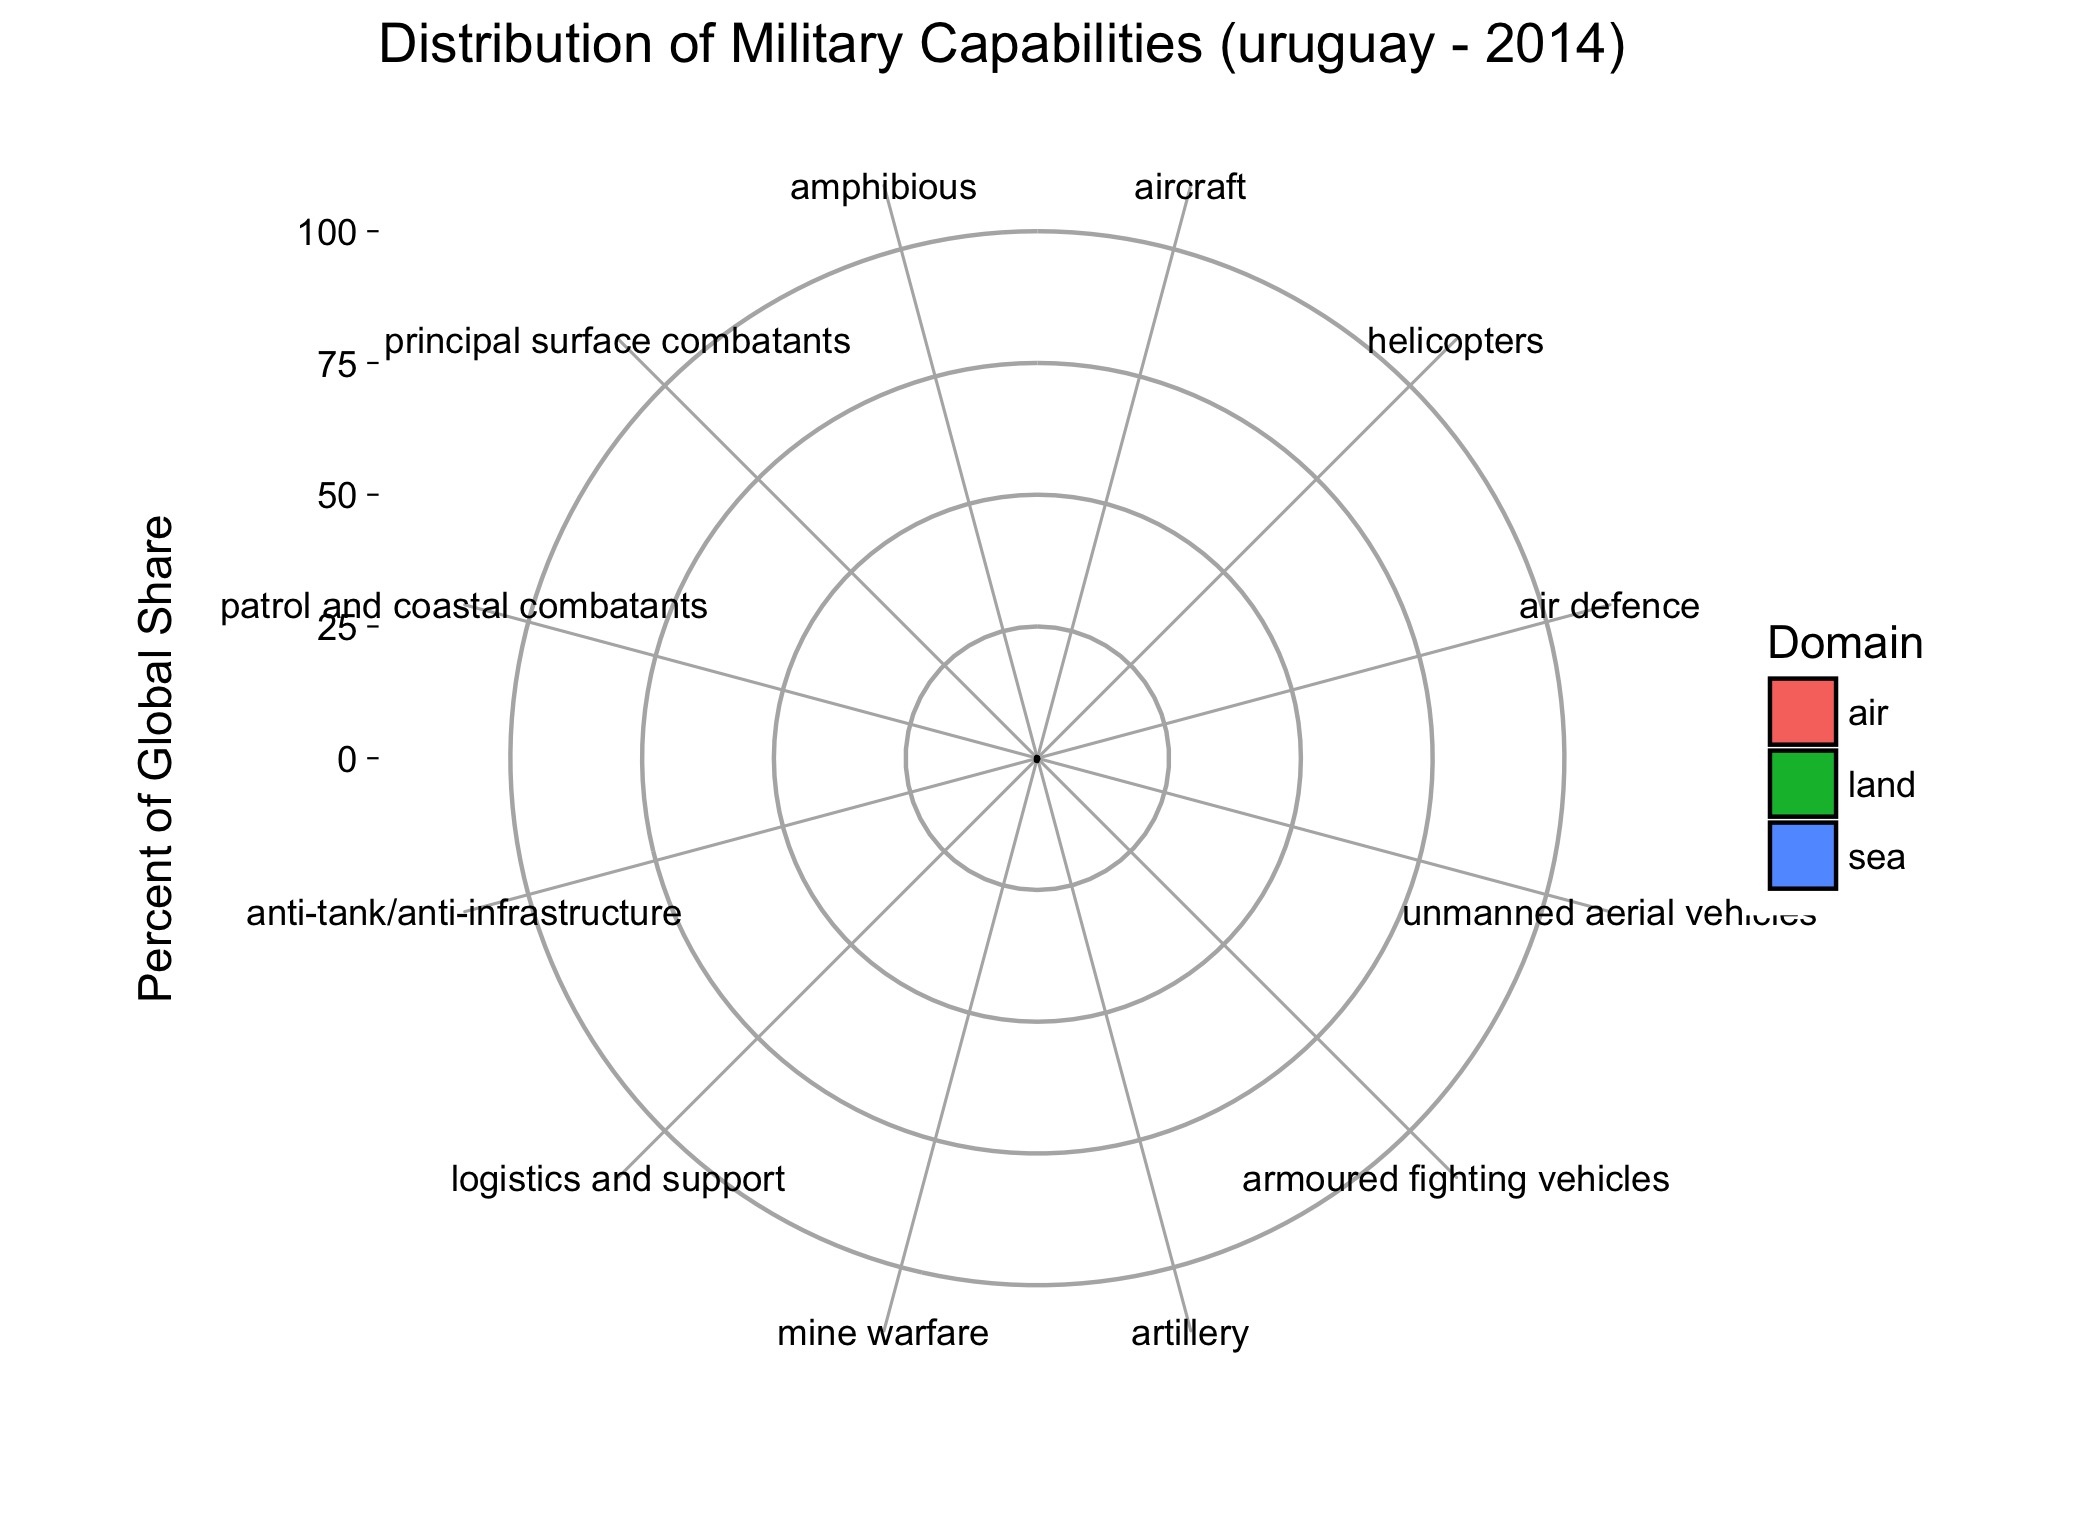 Distribution of Military Capabilities (uruguay - 2014)
amphibious
aircraft
100
principal surface combatants
helicopters
75
50
patrol and coastal combatants
air defence
25
Percent of Global Share
Domain
air
0
land
sea
anti-tank/anti-infrastructure
unmanned aerial vehicles
logistics and support
armoured fighting vehicles
mine warfare
artillery